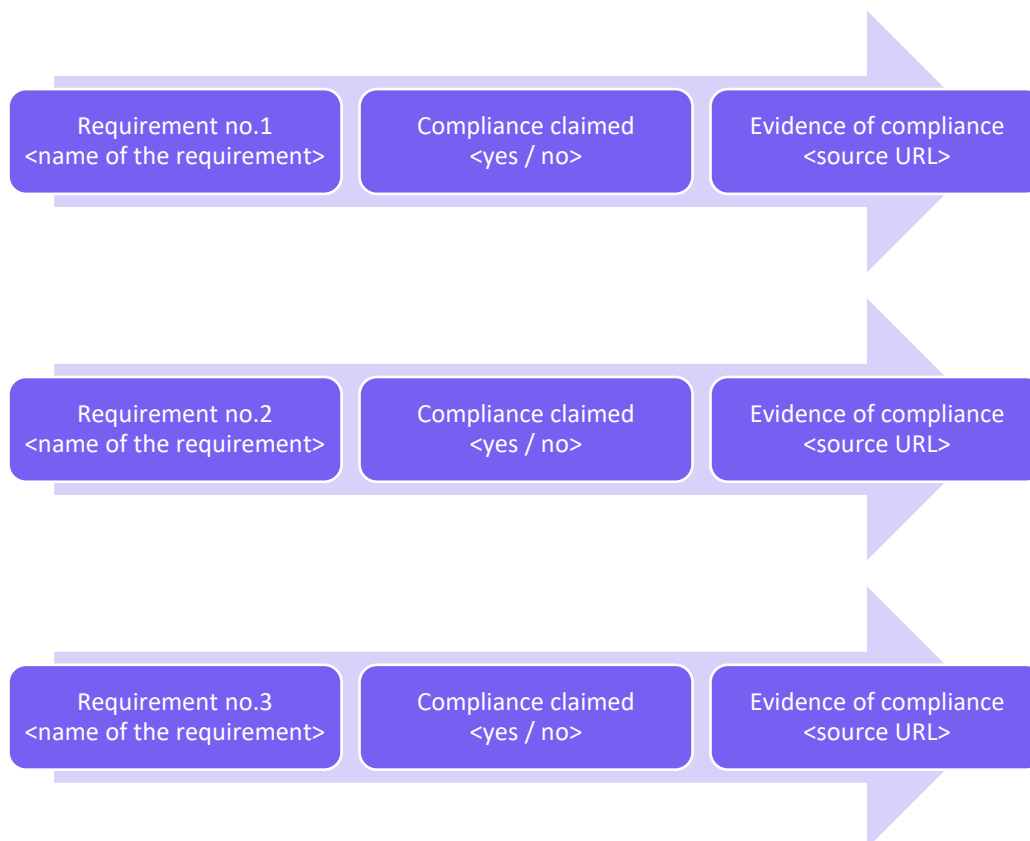 Requirement no.1
<name of the requirement>
Compliance claimed
<yes / no>
Evidence of compliance
<source URL>
Requirement no.2
<name of the requirement>
Compliance claimed
<yes / no>
Evidence of compliance
<source URL>
Requirement no.3
<name of the requirement>
Compliance claimed
<yes / no>
Evidence of compliance
<source URL>